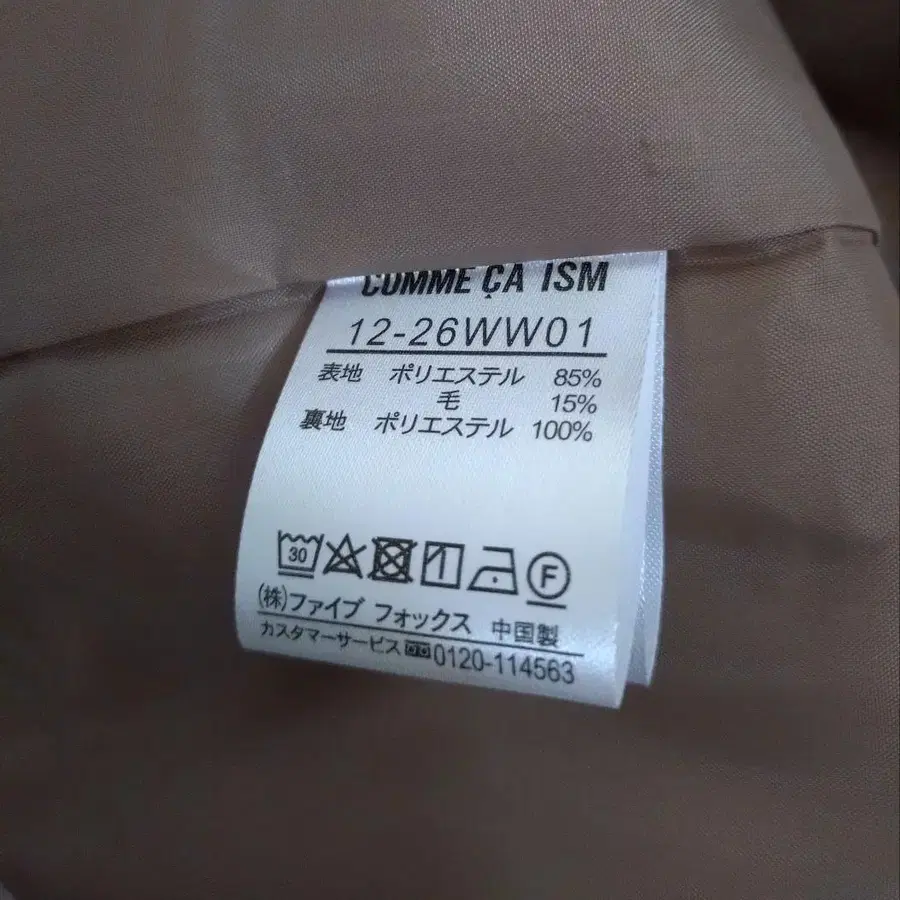 COMME ÇA ISM
12-26WW01
表地 ポリエステル 85%
毛 15%
裏地 ポリエステル 100%
30 F
(株)ファイブ フォックス 中国製
カスタマーサービス 0120-114563